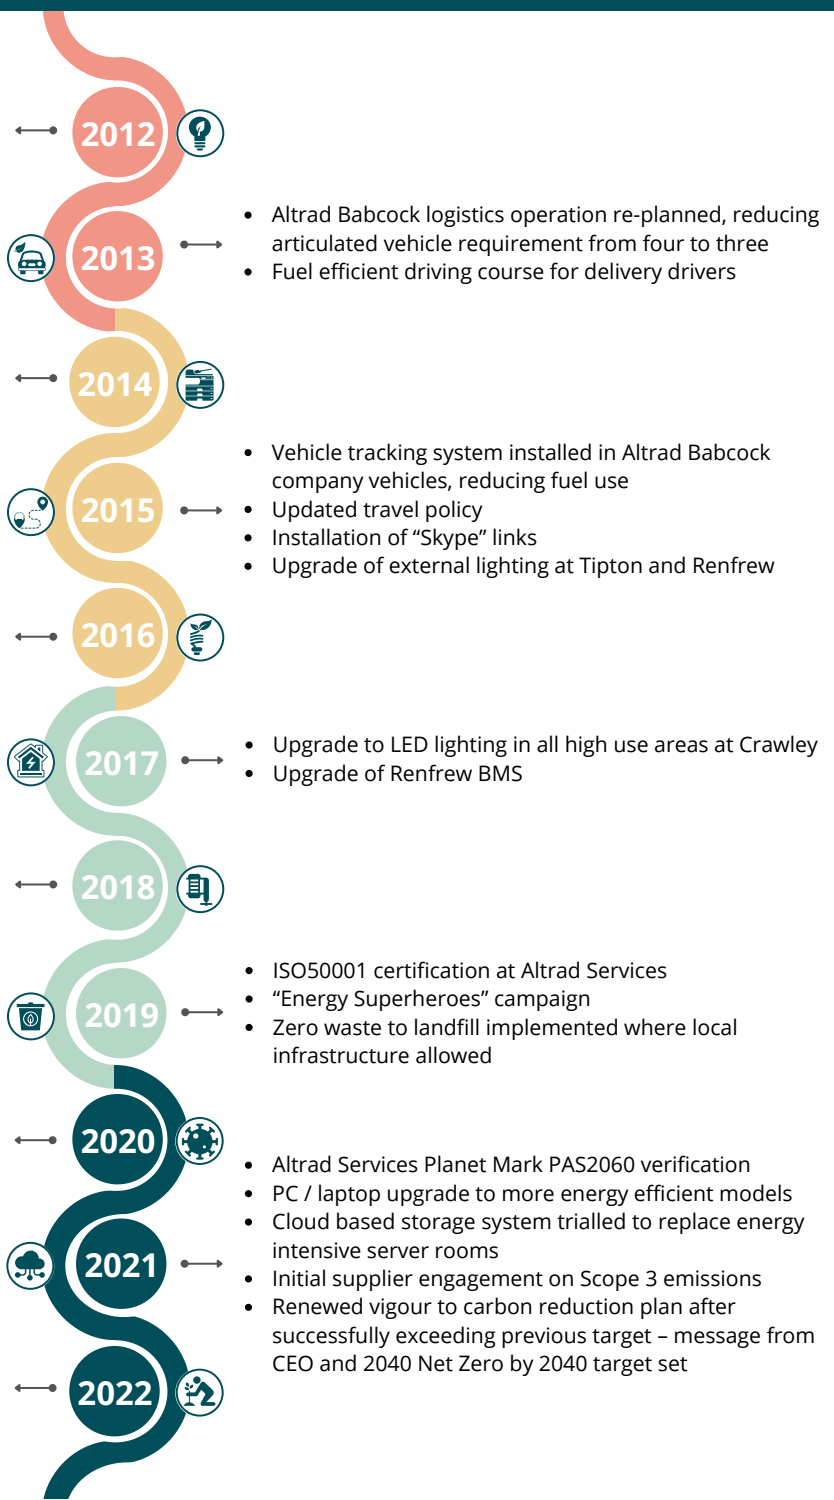 2012
2013
• Altrad Babcock logistics operation re-planned, reducing
articulated vehicle requirement from four to three
• Fuel efficient driving course for delivery drivers
2014
• Vehicle tracking system installed in Altrad Babcock
company vehicles, reducing fuel use
2015
• Updated travel policy
• Installation of “Skype” links
• Upgrade of external lighting at Tipton and Renfrew
2016
2017
• Upgrade to LED lighting in all high use areas at Crawley
• Upgrade of Renfrew BMS
2018
2019
• ISO50001 certification at Altrad Services
• “Energy Superheroes” campaign
• Zero waste to landfill implemented where local
infrastructure allowed
2020
• Altrad Services Planet Mark PAS2060 verification
• PC / laptop upgrade to more energy efficient models
• Cloud based storage system trialled to replace energy
intensive server rooms
2021
• Initial supplier engagement on Scope 3 emissions
• Renewed vigour to carbon reduction plan after
successfully exceeding previous target – message from
CEO and 2040 Net Zero by 2040 target set
2022